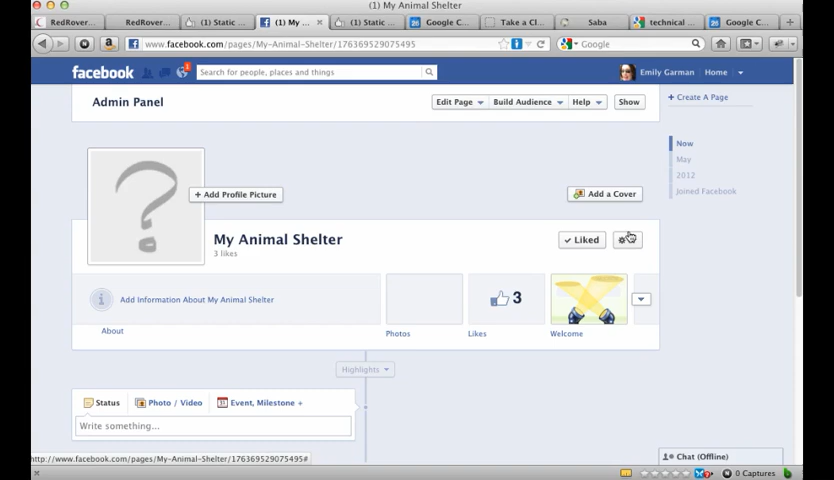 (1) My Animal Shelter
RedRover... RedRover... (1) Static ... (1) My ... (1) Static ... Google C... Take a Cl... Saba technical ... Google C...
www.facebook.com/pages/My-Animal-Shelter/176369529075495
Google
facebook
1
Search for people, places and things
Emily Garman Home
Admin Panel
Edit Page Build Audience Help Show
+ Create A Page
Now
May
2012
Joined Facebook
?
+ Add Profile Picture
Add a Cover
My Animal Shelter
3 likes
Liked
Add Information About My Animal Shelter
3
About
Photos Likes Welcome
Highlights
Status Photo / Video Event, Milestone +
Write something...
Chat (Offline)
http://www.facebook.com/pages/My-Animal-Shelter/176369529075495#
0 Captures